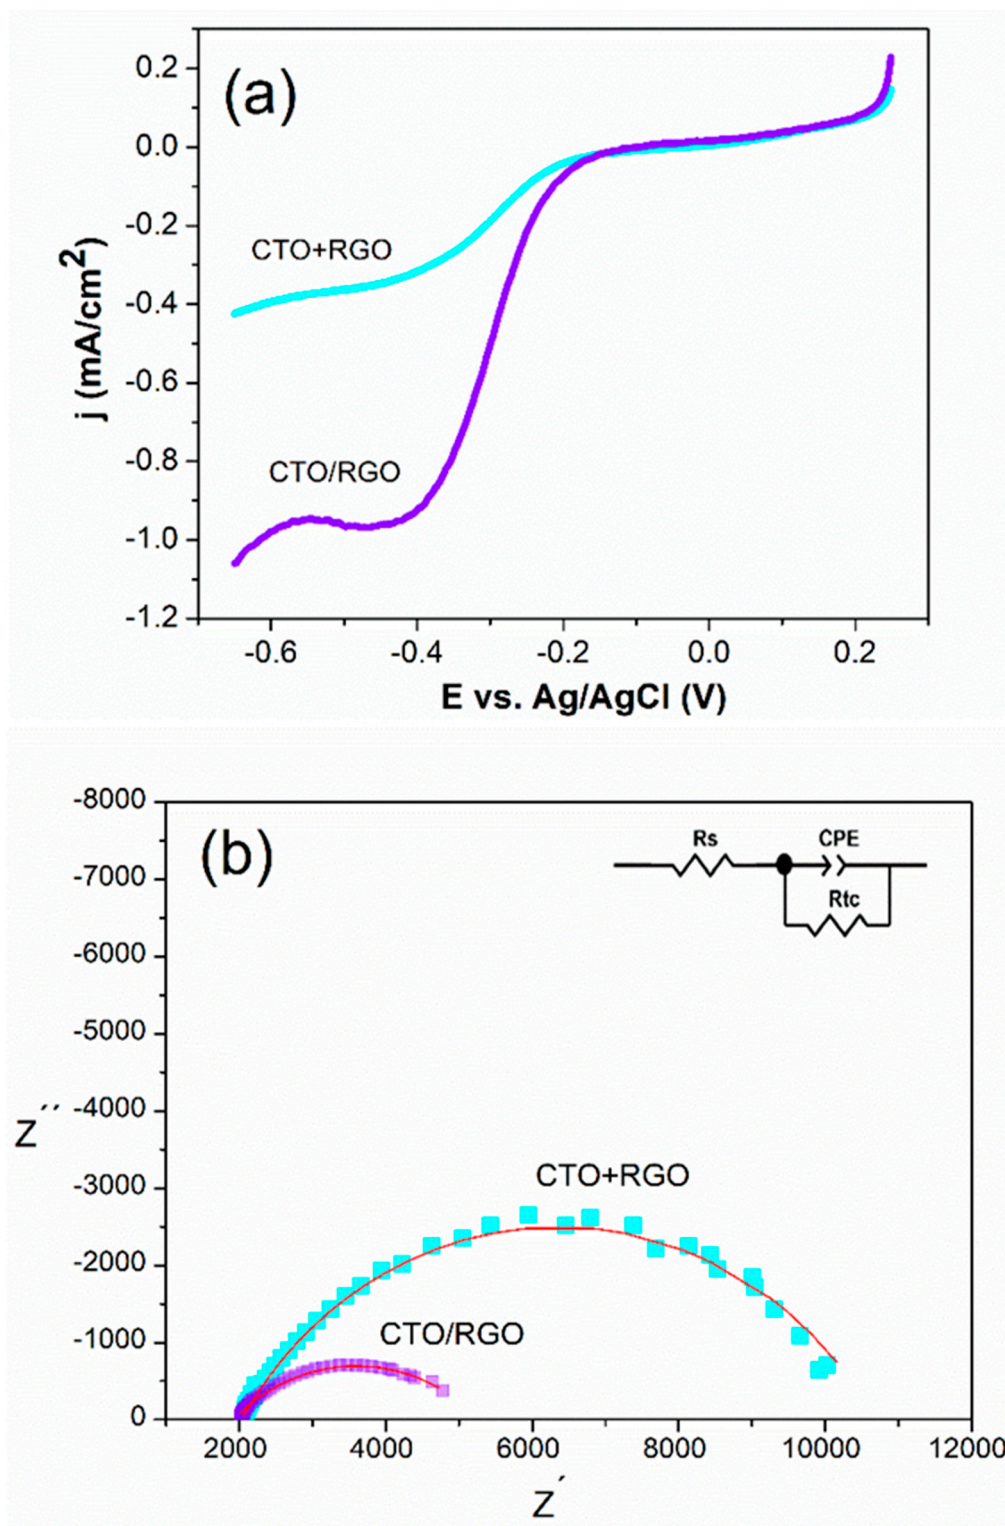 (a)
0.2
0.0
-0.2
-0.4
-0.6
-0.8
-1.0
-1.2
j (mA/cm²)
CTO+RGO
CTO/RGO
-0.6 -0.4 -0.2 0.0 0.2
E vs. Ag/AgCl (V)
(b)
-8000
-7000
-6000
-5000
-4000
-3000
-2000
-1000
0
Z´´
Rs CPE
Rtc
CTO+RGO
CTO/RGO
2000 4000 6000 8000 10000 12000
Z´